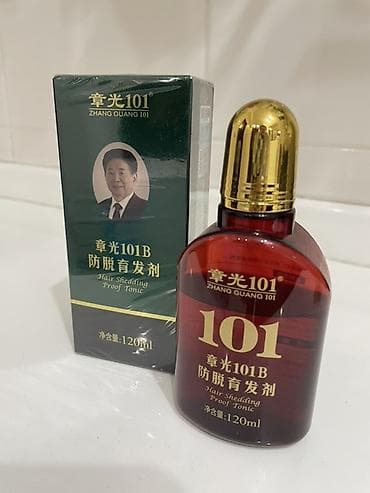 章光101®
ZHANG GUANG 101
章光101B
防脱育发剂
Hair Shedding
Proof Tonic
净含量:120ml
章光101®
ZHANG GUANG 101
101
章光101B
防脱育发剂
Hair Shedding
Proof Tonic
净含量:120ml